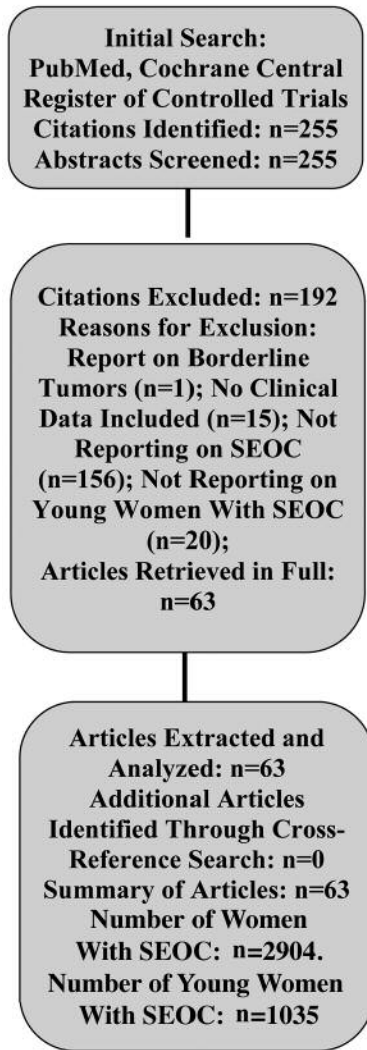 Initial Search:
PubMed, Cochrane Central
Register of Controlled Trials
Citations Identified: n=255
Abstracts Screened: n=255
Citations Excluded: n=192
Reasons for Exclusion:
Report on Borderline
Tumors (n=1); No Clinical
Data Included (n=15); Not
Reporting on SEOC
(n=156); Not Reporting on
Young Women With SEOC
(n=20);
Articles Retrieved in Full:
n=63
Articles Extracted and
Analyzed: n=63
Additional Articles
Identified Through Cross-
Reference Search: n=0
Summary of Articles: n=63
Number of Women
With SEOC: n=2904.
Number of Young Women
With SEOC: n=1035